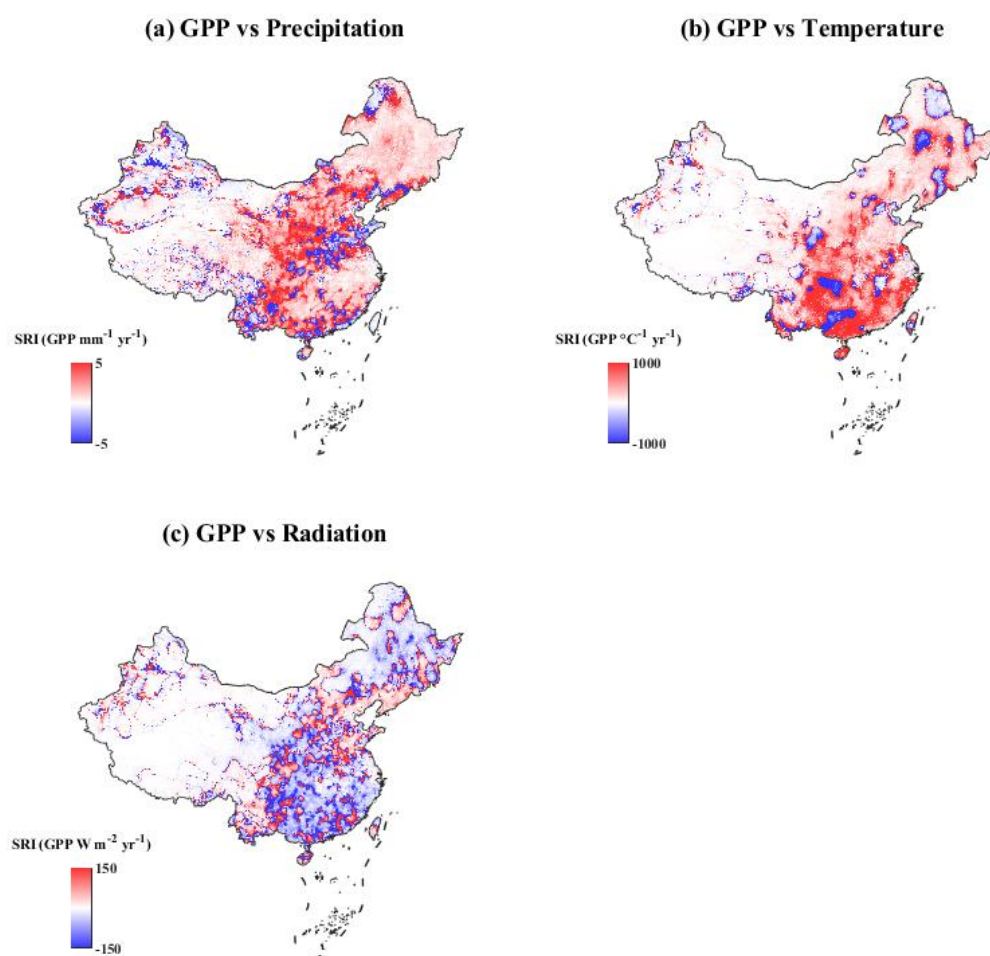 (a) GPP vs Precipitation
(b) GPP vs Temperature
SRI (GPP mm⁻¹ yr⁻¹)
5
-5
SRI (GPP °C⁻¹ yr⁻¹)
1000
-1000
(c) GPP vs Radiation
SRI (GPP W m⁻² yr⁻¹)
150
-150